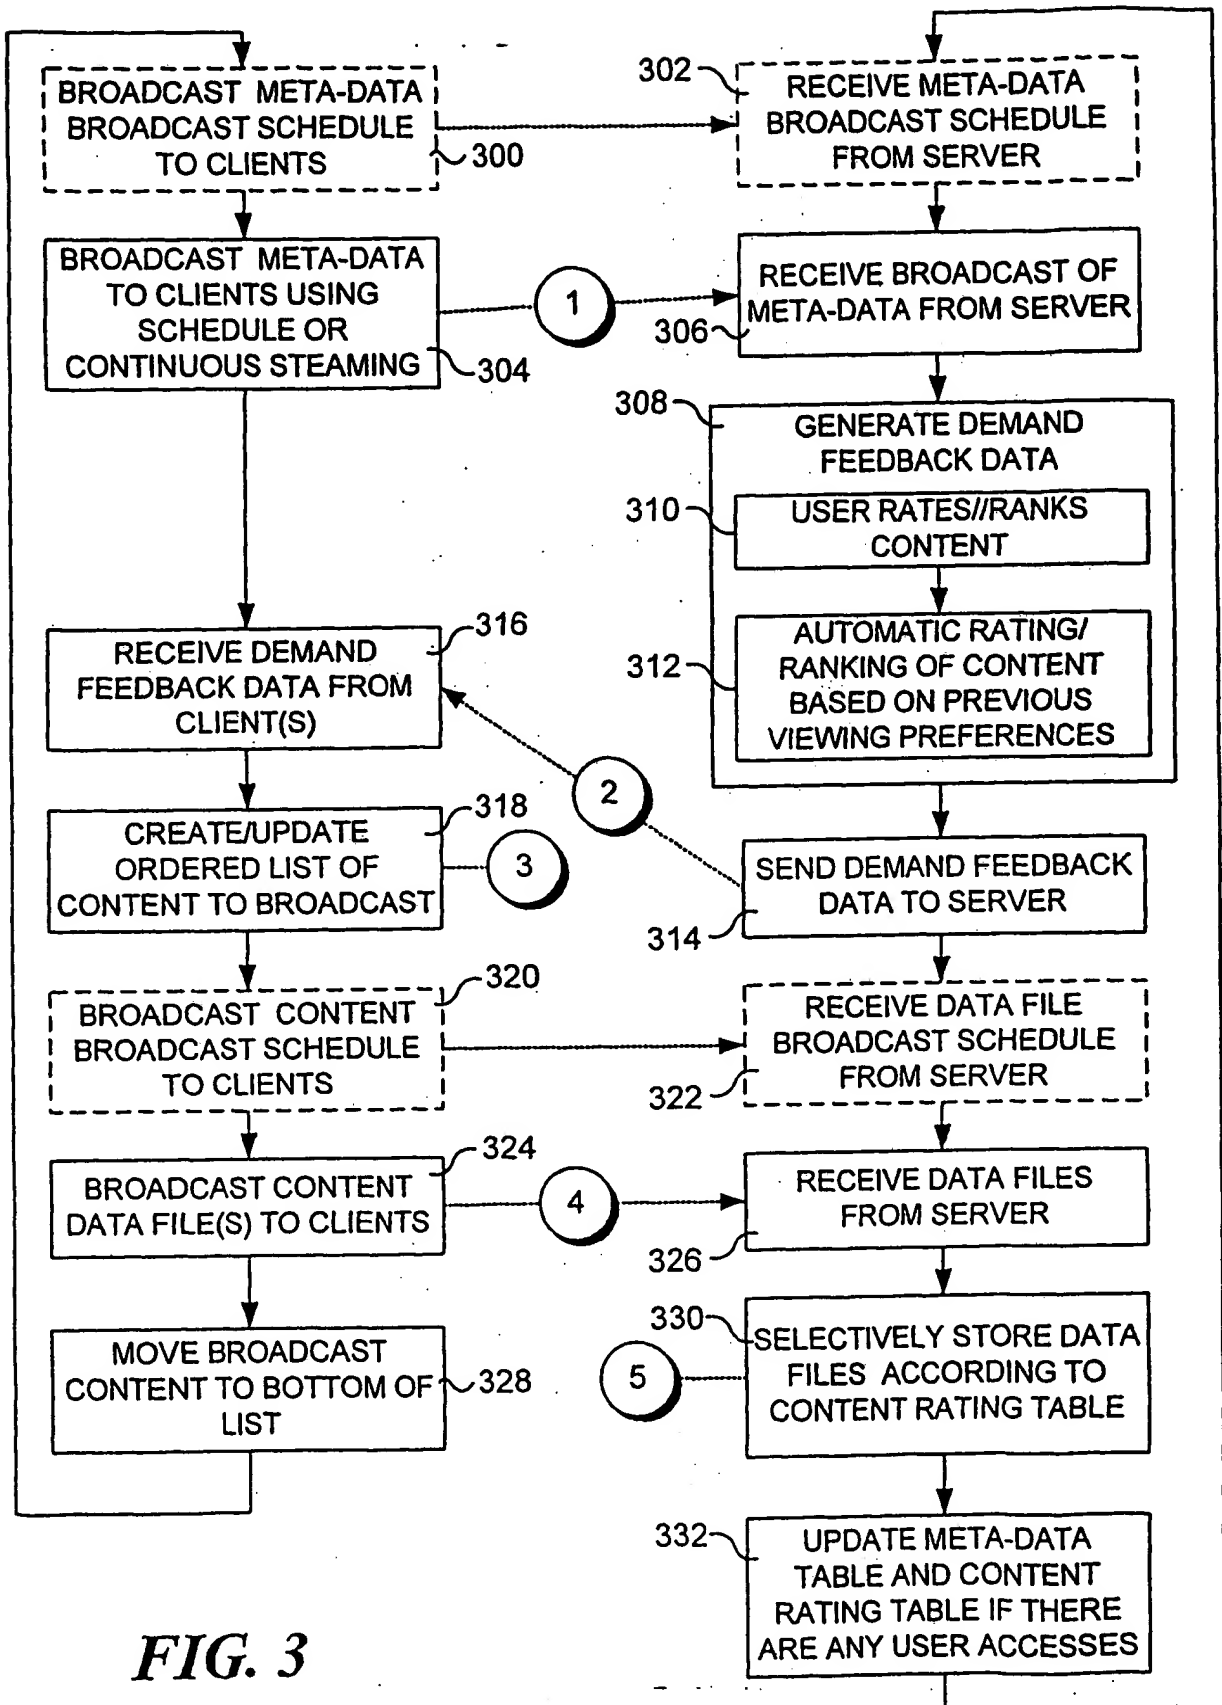 BROADCAST META-DATA
BROADCAST SCHEDULE
TO CLIENTS
300
302
RECEIVE META-DATA
BROADCAST SCHEDULE
FROM SERVER
BROADCAST META-DATA
TO CLIENTS USING
SCHEDULE OR
CONTINUOUS STEAMING
304
1
RECEIVE BROADCAST OF
META-DATA FROM SERVER
306
308
GENERATE DEMAND
FEEDBACK DATA
310
USER RATES//RANKS
CONTENT
312
AUTOMATIC RATING/
RANKING OF CONTENT
BASED ON PREVIOUS
VIEWING PREFERENCES
316
RECEIVE DEMAND
FEEDBACK DATA FROM
CLIENT(S)
2
318
CREATE/UPDATE
ORDERED LIST OF
CONTENT TO BROADCAST
3
SEND DEMAND FEEDBACK
DATA TO SERVER
314
320
BROADCAST CONTENT
BROADCAST SCHEDULE
TO CLIENTS
RECEIVE DATA FILE
BROADCAST SCHEDULE
FROM SERVER
322
324
BROADCAST CONTENT
DATA FILE(S) TO CLIENTS
4
RECEIVE DATA FILES
FROM SERVER
326
MOVE BROADCAST
CONTENT TO BOTTOM OF
LIST
328
330
5
SELECTIVELY STORE DATA
FILES ACCORDING TO
CONTENT RATING TABLE
332
UPDATE META-DATA
TABLE AND CONTENT
RATING TABLE IF THERE
ARE ANY USER ACCESSES
FIG. 3